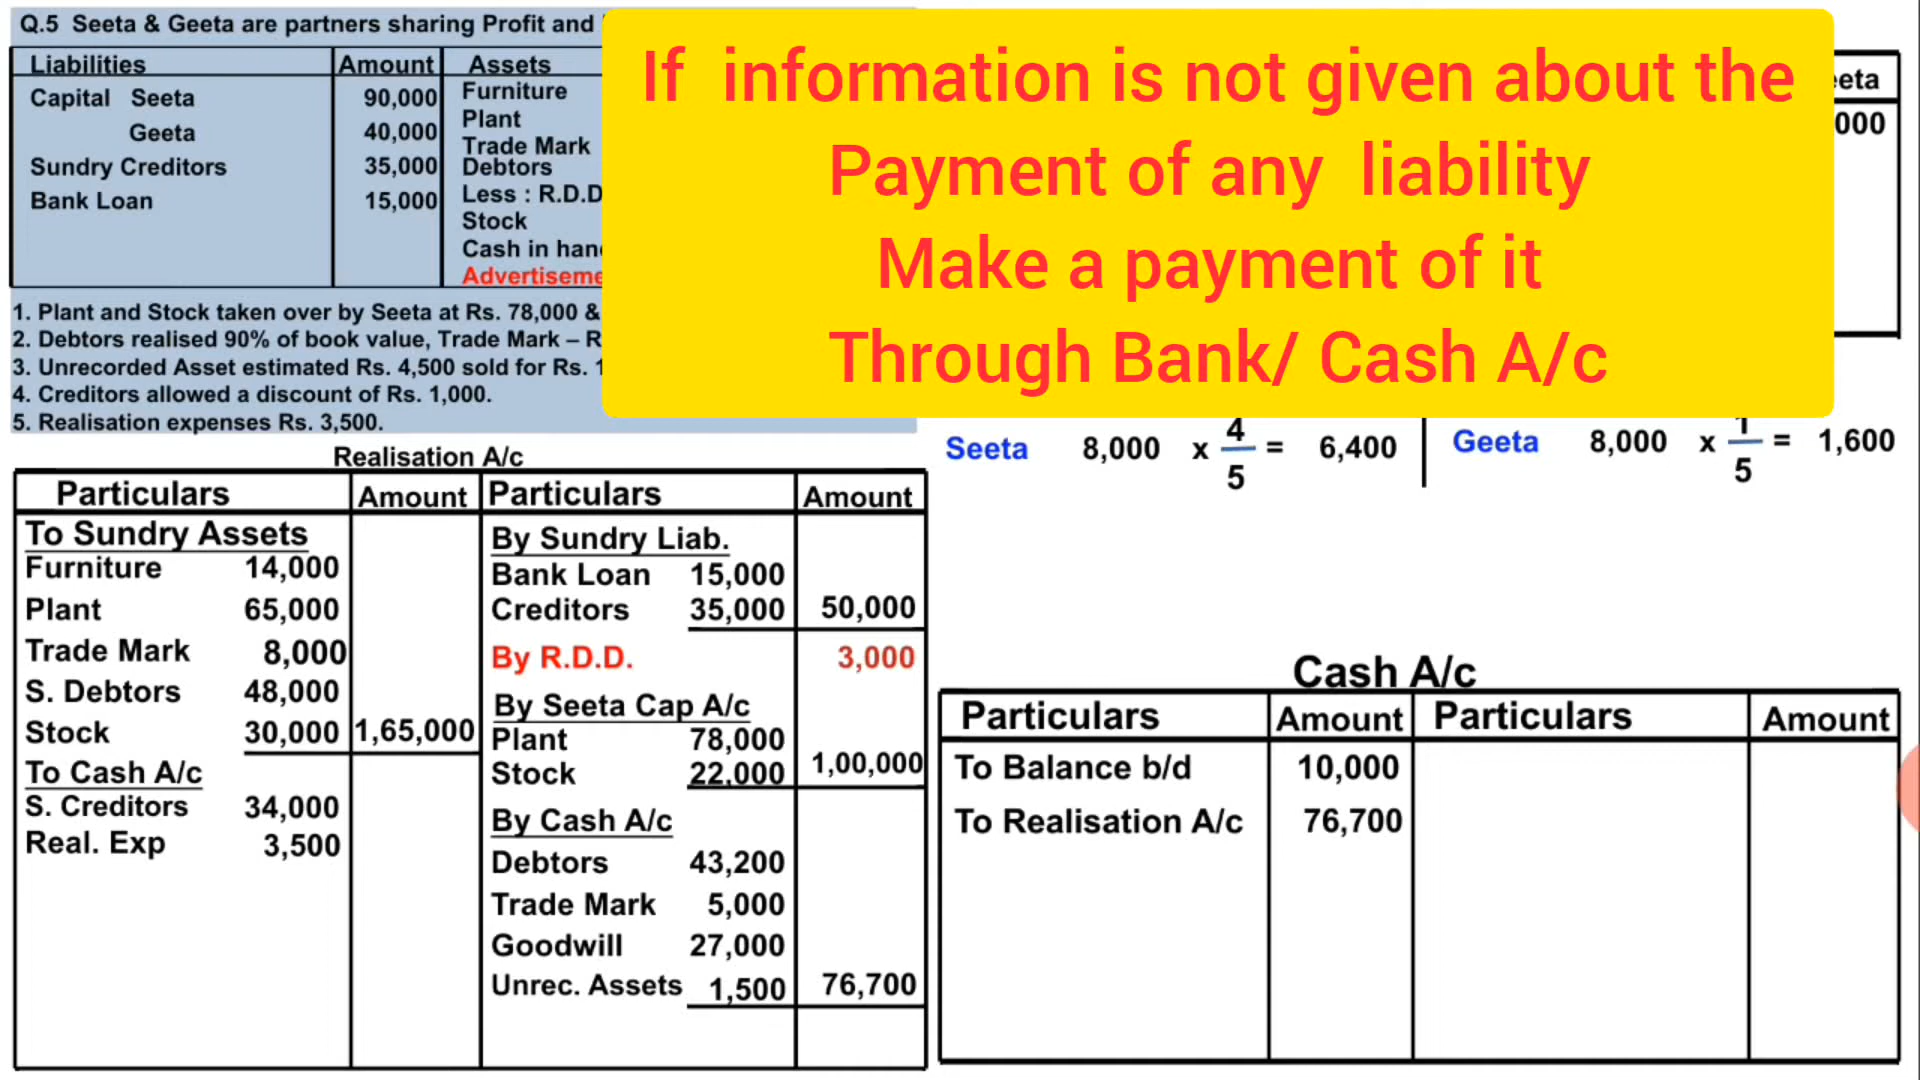 Q.5 Seeta & Geeta are partners sharing Profit and
Liabilities Amount Assets
Capital Seeta 90,000 Furniture
Geeta 40,000 Plant
Trade Mark
Sundry Creditors 35,000 Debtors
Bank Loan 15,000 Less : R.D.D
Stock
Cash in han
Advertiseme
1. Plant and Stock taken over by Seeta at Rs. 78,000 &
2. Debtors realised 90% of book value, Trade Mark – R
3. Unrecorded Asset estimated Rs. 4,500 sold for Rs. 1
4. Creditors allowed a discount of Rs. 1,000.
5. Realisation expenses Rs. 3,500.
If information is not given about the
Payment of any liability
Make a payment of it
Through Bank/ Cash A/c
eeta
000
Seeta 8,000 x 4/5 = 6,400
Geeta 8,000 x 1/5 = 1,600
Realisation A/c
Particulars Amount Particulars Amount
To Sundry Assets By Sundry Liab.
Furniture 14,000 Bank Loan 15,000
Plant 65,000 Creditors 35,000 50,000
Trade Mark 8,000 By R.D.D. 3,000
S. Debtors 48,000 By Seeta Cap A/c
Stock 30,000 1,65,000 Plant 78,000
To Cash A/c Stock 22,000 1,00,000
S. Creditors 34,000 By Cash A/c
Real. Exp 3,500 Debtors 43,200
Trade Mark 5,000
Goodwill 27,000
Unrec. Assets 1,500 76,700
Cash A/c
Particulars Amount Particulars Amount
To Balance b/d 10,000
To Realisation A/c 76,700